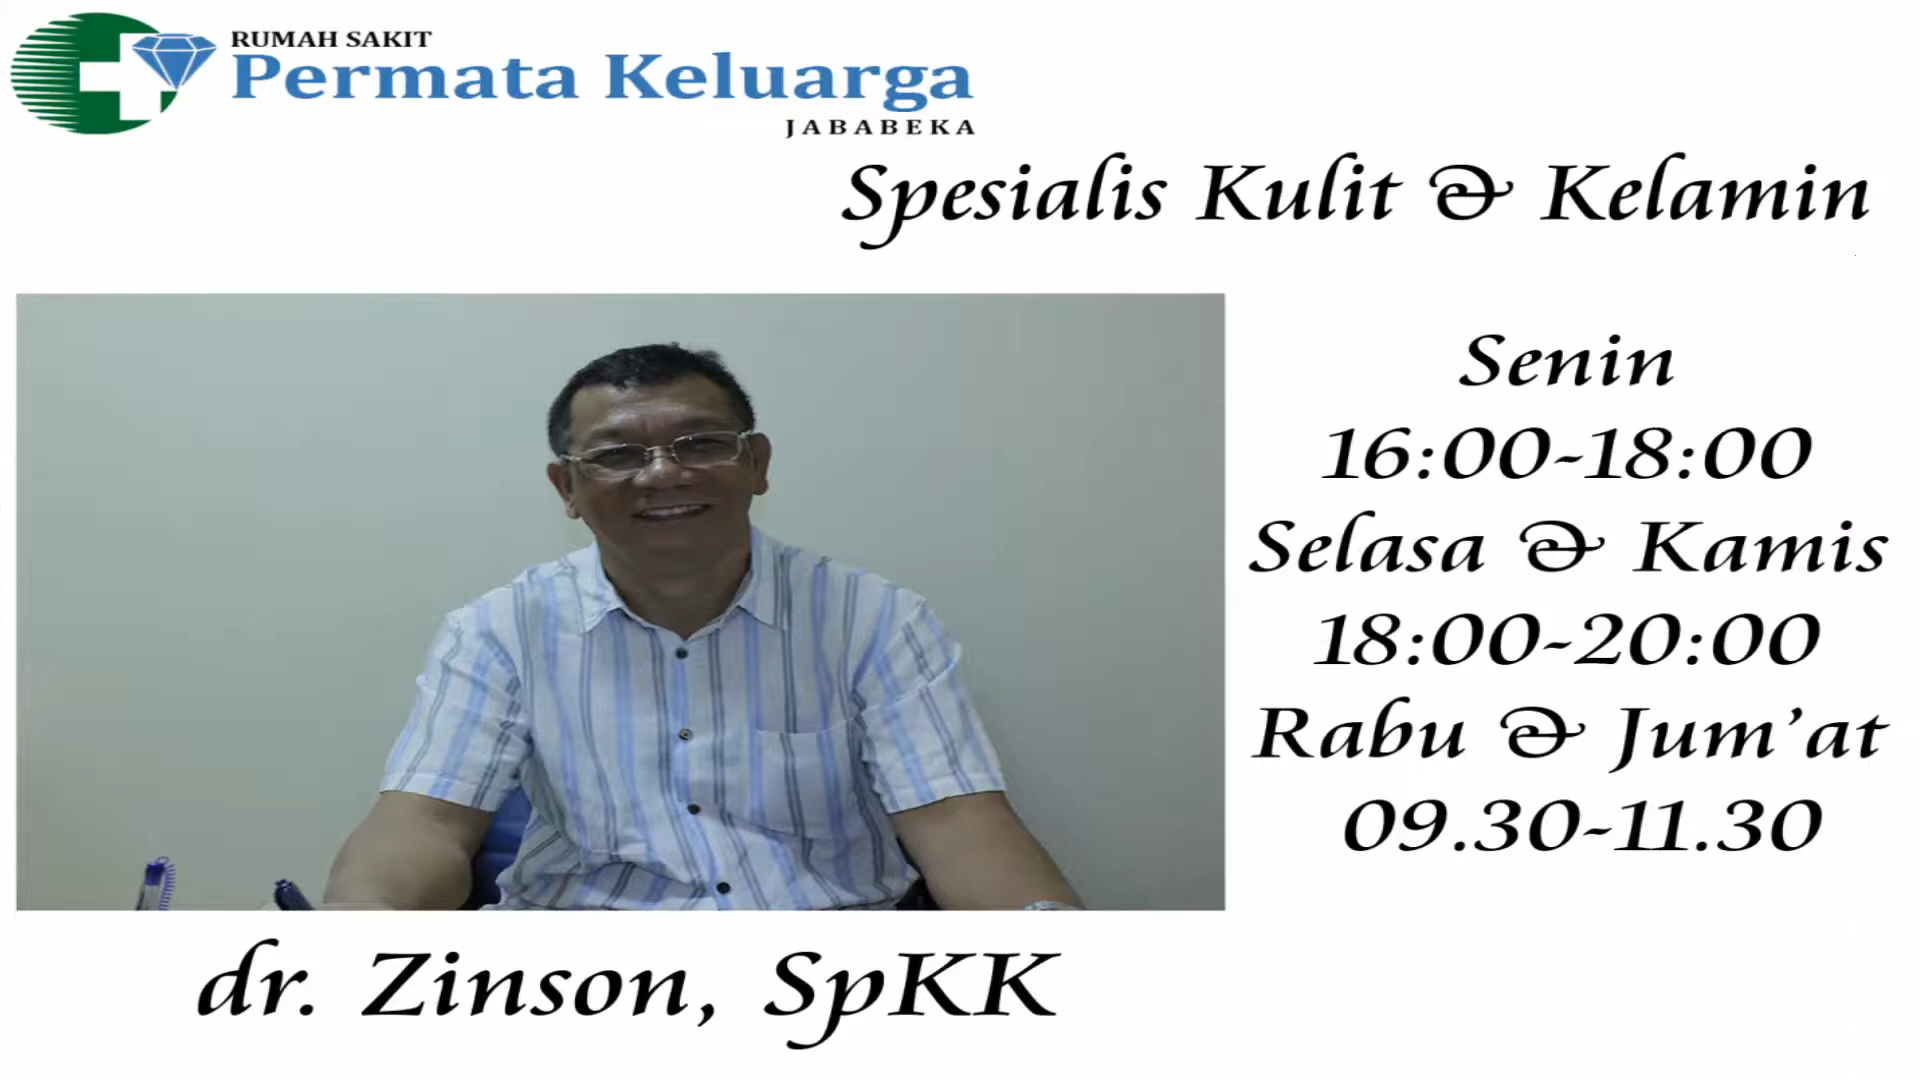 RUMAH SAKIT
Permata Keluarga
JABABEKA
Spesialis Kulit & Kelamin
Senin
16:00-18:00
Selasa & Kamis
18:00-20:00
Rabu & Jum'at
09.30-11.30
dr. Zinson, SpKK